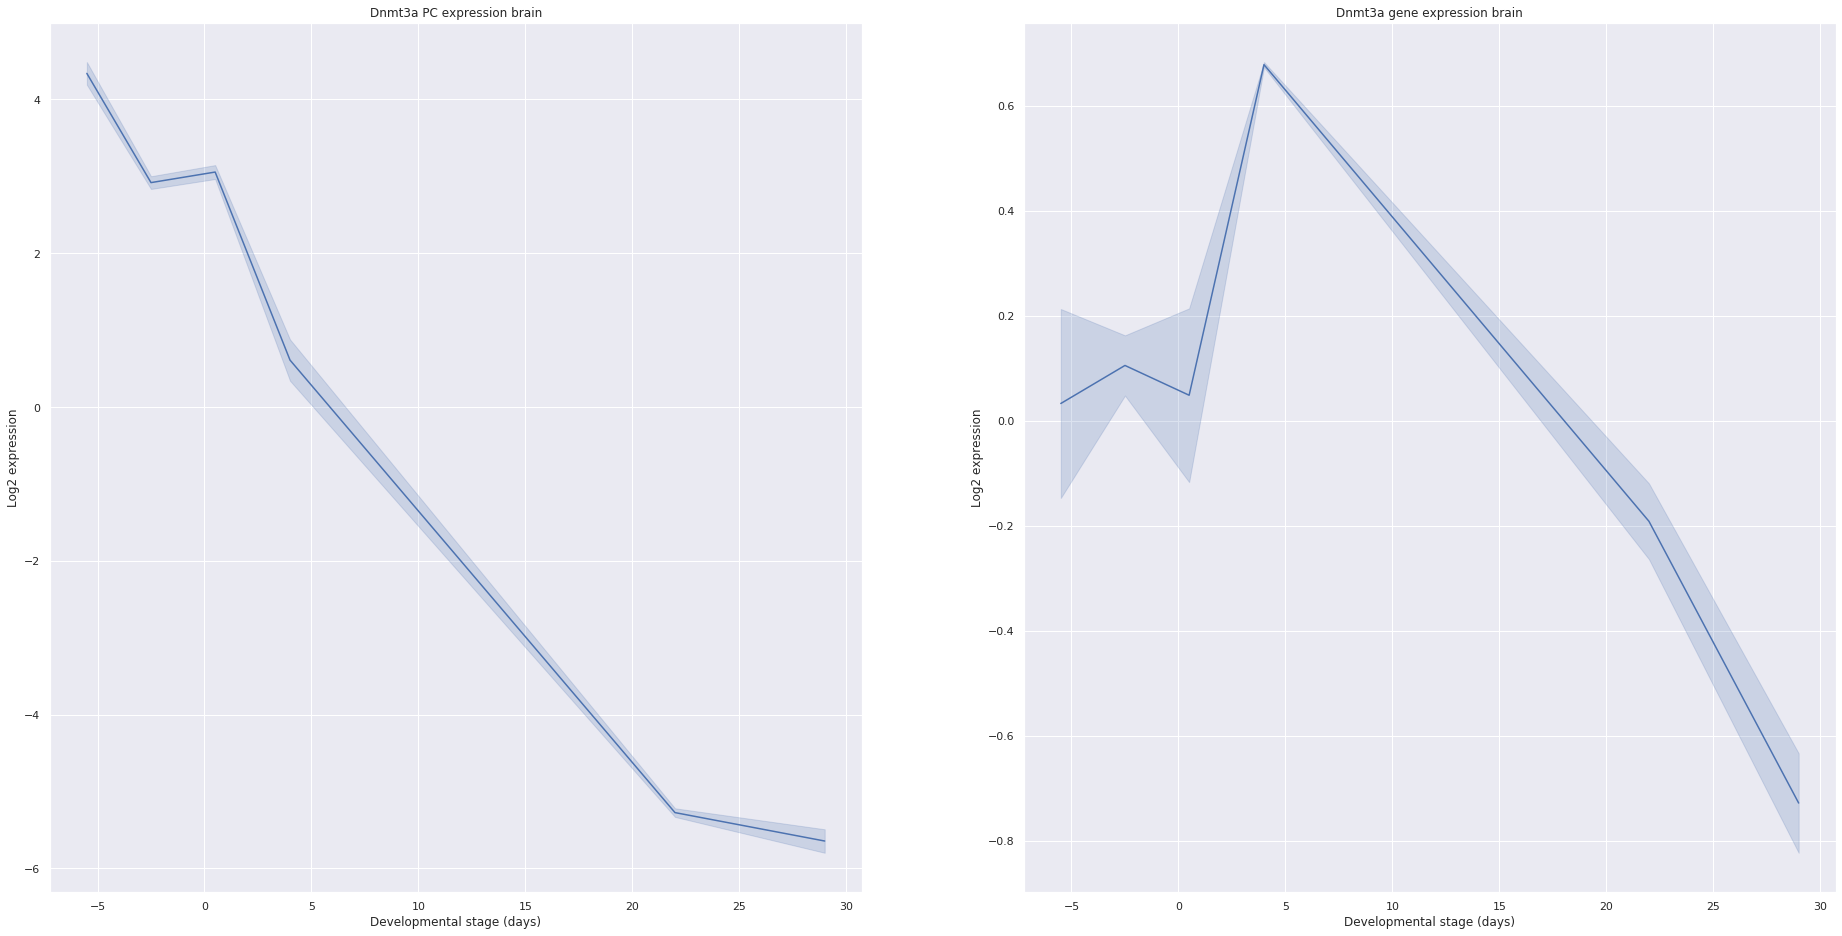 Dnmt3a PC expression brain
Log2 expression
4
2
0
−2
−4
−6
−5 0 5 10 15 20 25 30
Developmental stage (days)
Dnmt3a gene expression brain
Log2 expression
0.6
0.4
0.2
0.0
−0.2
−0.4
−0.6
−0.8
−5 0 5 10 15 20 25 30
Developmental stage (days)